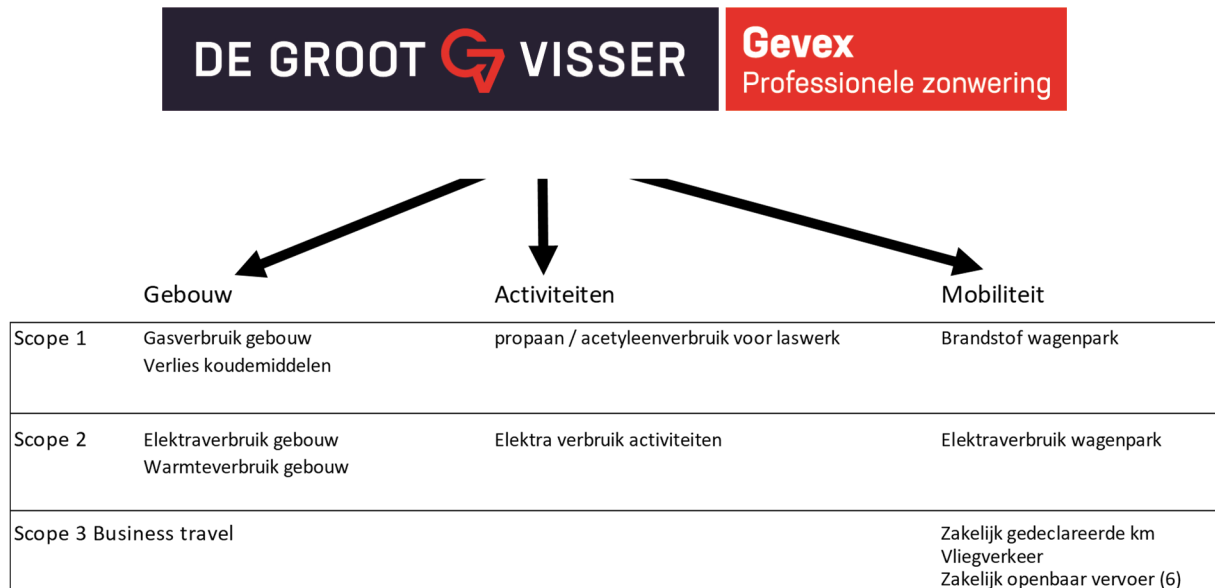 DE GROOT VISSER
Gevex
Professionele zonwering
Gebouw Activiteiten Mobiliteit
Scope 1 Gasverbruik gebouw propaan / acetyleenverbruik voor laswerk Brandstof wagenpark
Verlies koudemiddelen
Scope 2 Elektraverbruik gebouw Elektra verbruik activiteiten Elektraverbruik wagenpark
Warmteverbruik gebouw
Scope 3 Business travel Zakelijk gedeclareerde km
Vliegverkeer
Zakelijk openbaar vervoer (6)